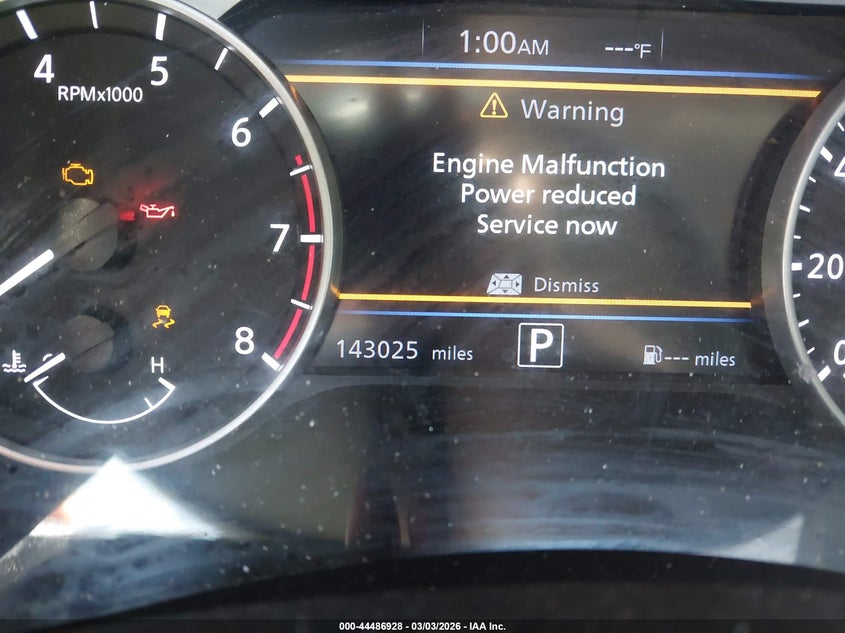 1:00AM
---°F
4
5
RPMx1000
Warning
6
Engine Malfunction
Power reduced
Service now
7
20
Dismiss
8
143025 miles
P
--- miles
H
0
000-44486928 - 03/03/2026 - IAA Inc.